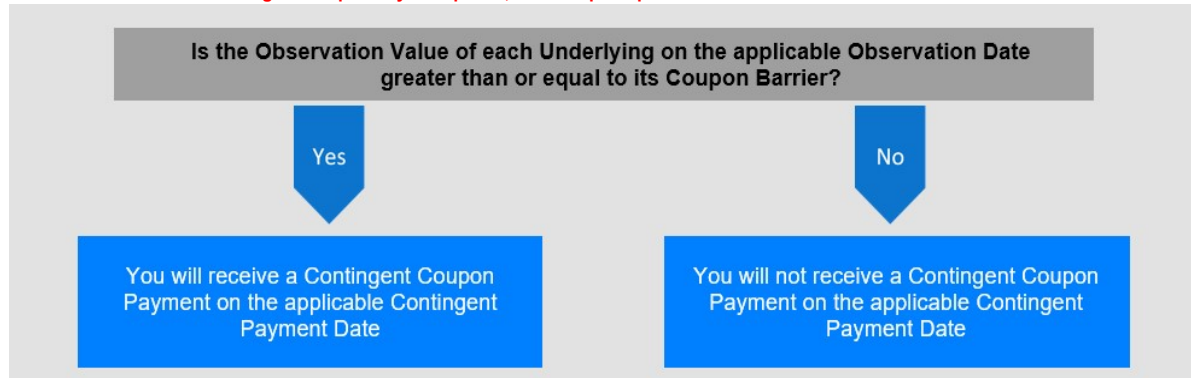 Is the Observation Value of each Underlying on the applicable Observation Date
greater than or equal to its Coupon Barrier?
Yes
No
You will receive a Contingent Coupon
Payment on the applicable Contingent
Payment Date
You will not receive a Contingent Coupon
Payment on the applicable Contingent
Payment Date